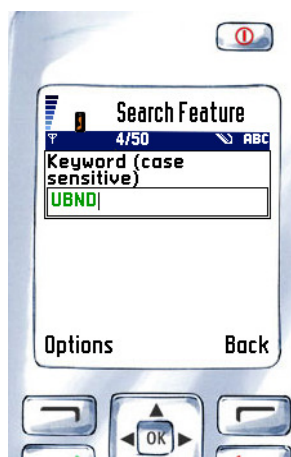 Search Feature
4/50 ABC
Keyword (case
sensitive)
UBND
Options Back
OK